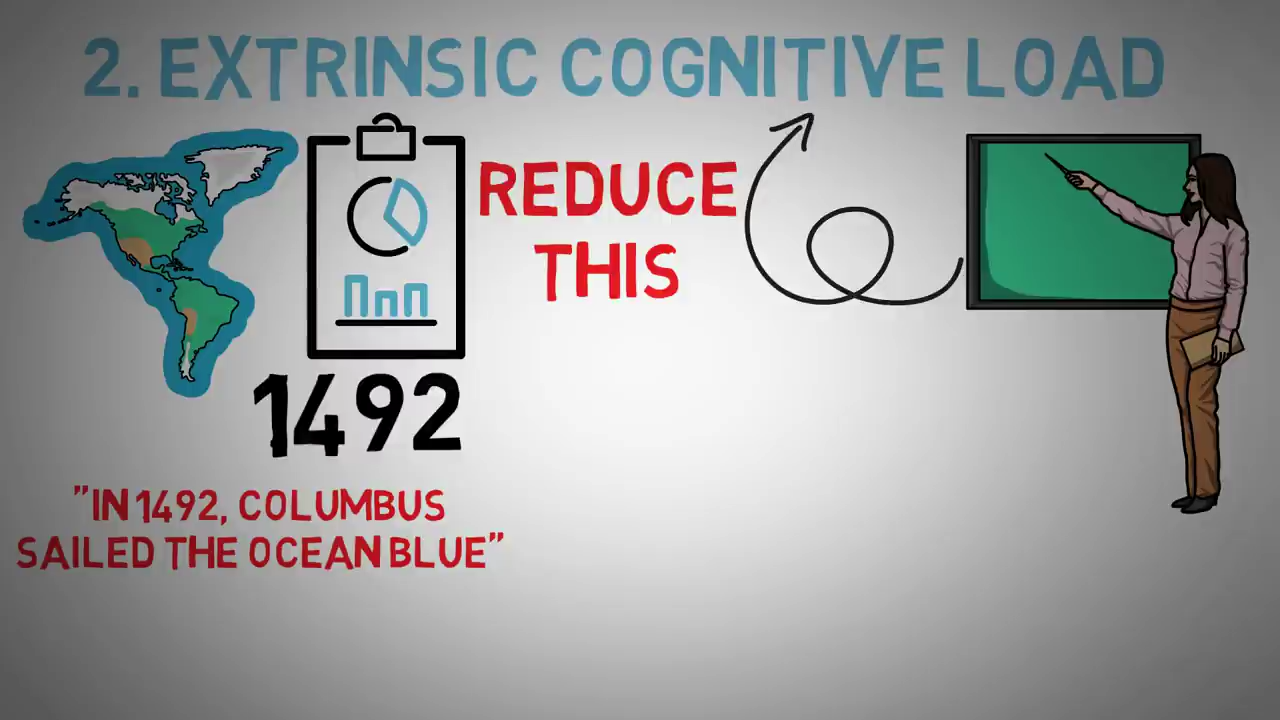 2. EXTRINSIC COGNITIVE LOAD
REDUCE
THIS
1492
"IN 1492, COLUMBUS
SAILED THE OCEAN BLUE"